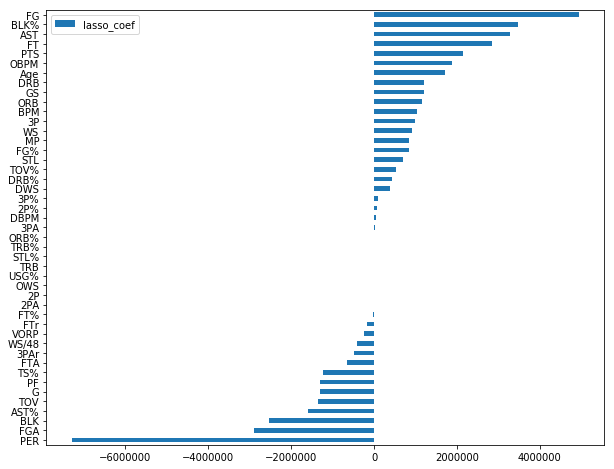 FG
lasso_coef
BLK%
AST
FT
PTS
OBPM
Age
DRB
GS
ORB
BPM
3P
WS
MP
FG%
STL
TOV%
DRB%
DWS
3P%
2P%
DBPM
3PA
ORB%
TRB%
STL%
TRB
USG%
OWS
2P
2PA
FT%
FTr
VORP
WS/48
3PAr
FTA
TS%
PF
G
TOV
AST%
BLK
FGA
PER
−6000000 −4000000 −2000000 0 2000000 4000000